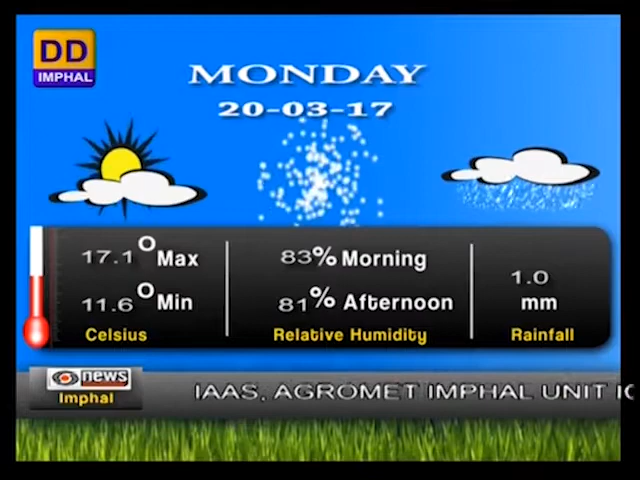 DD
IMPHAL
MONDAY
20-03-17
17.1° Max
11.6° Min
Celsius
83% Morning
81% Afternoon
Relative Humidity
1.0
mm
Rainfall
news
Imphal
IAAS, AGROMET IMPHAL UNIT